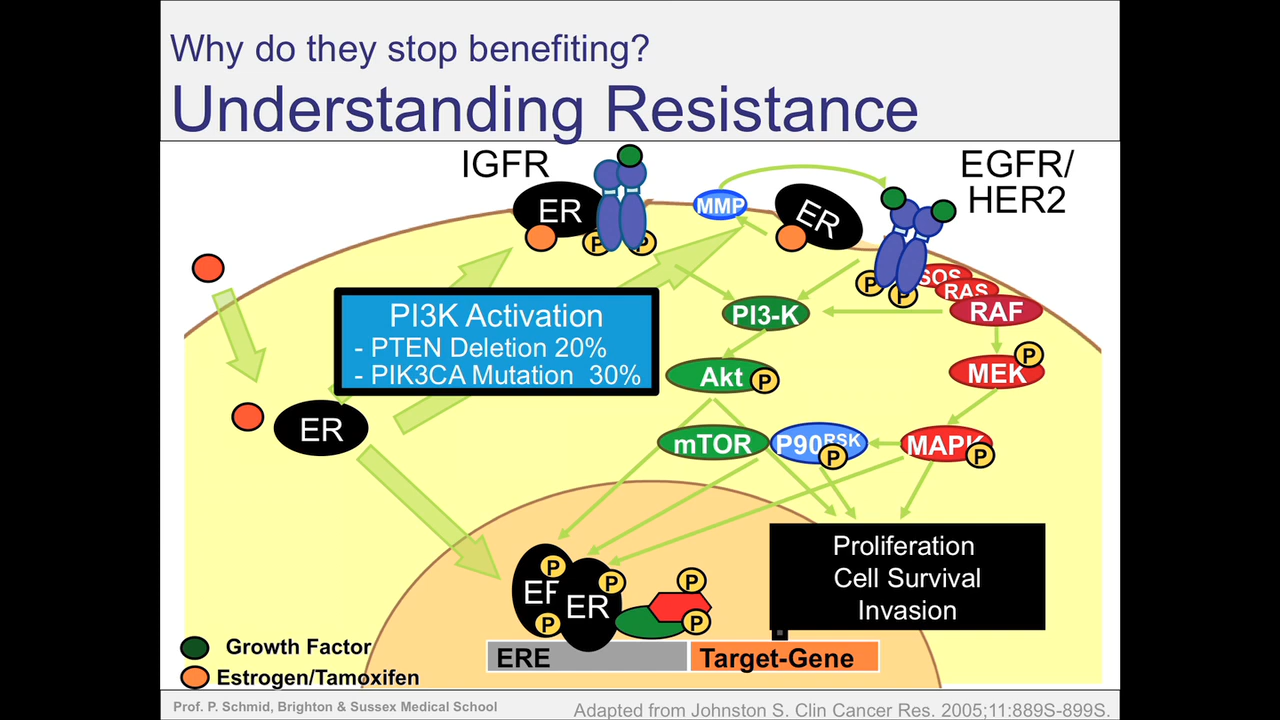 Why do they stop benefiting?
Understanding Resistance
IGFR
EGFR/
HER2
ER
MMP
ER
P
P
P
P
SOS
RAS
RAF
PI3K Activation
- PTEN Deletion 20%
- PIK3CA Mutation 30%
PI3-K
Akt
P
MEK
P
ER
mTOR
P90RSK
P
MAPK
P
Proliferation
Cell Survival
Invasion
ER
P
P
ER
P
P
P
ERE
Target-Gene
Growth Factor
Estrogen/Tamoxifen
Prof. P. Schmid, Brighton & Sussex Medical School
Adapted from Johnston S. Clin Cancer Res. 2005;11:889S-899S.